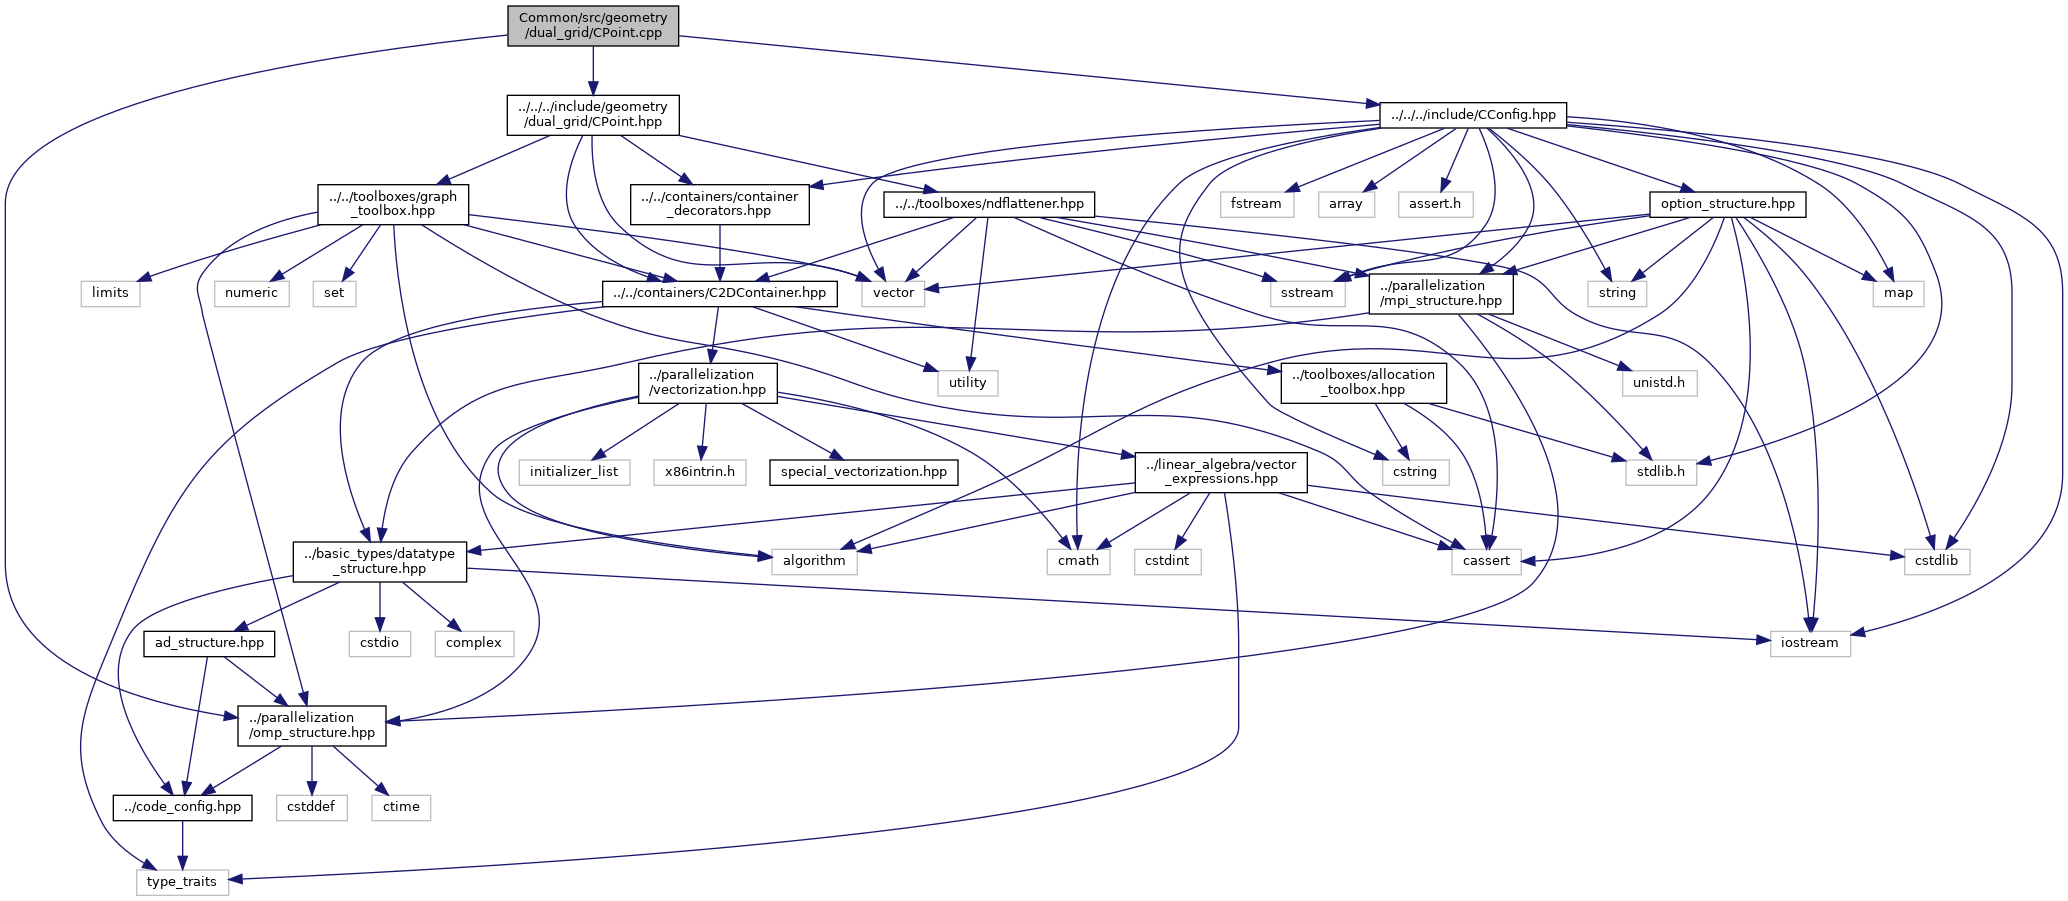 Common/src/geometry
/dual_grid/CPoint.cpp
../../../include/geometry
/dual_grid/CPoint.hpp
../../../include/CConfig.hpp
../../toolboxes/graph
_toolbox.hpp
../../containers/container
_decorators.hpp
../../toolboxes/ndflattener.hpp
fstream
array
assert.h
option_structure.hpp
limits
numeric
set
../../containers/C2DContainer.hpp
vector
sstream
../parallelization
/mpi_structure.hpp
string
map
../parallelization
/vectorization.hpp
utility
../toolboxes/allocation
_toolbox.hpp
unistd.h
initializer_list
x86intrin.h
special_vectorization.hpp
../linear_algebra/vector
_expressions.hpp
cstring
stdlib.h
../basic_types/datatype
_structure.hpp
algorithm
cmath
cstdint
cassert
cstdlib
ad_structure.hpp
cstdio
complex
iostream
../parallelization
/omp_structure.hpp
../code_config.hpp
cstddef
ctime
type_traits